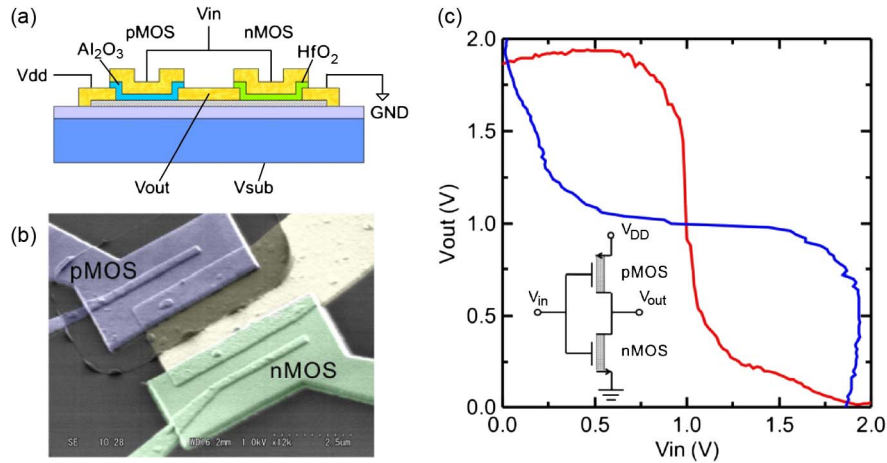 (a)
Vin
pMOS
nMOS
Al2O3
HfO2
Vdd
GND
Vout
Vsub
(b)
pMOS
nMOS
SE
10.28
WD16.2mm 1.0kV x12k 2.5um
(c)
Vout (V)
2.0
1.5
1.0
0.5
0.0
0.0 0.5 1.0 1.5 2.0
Vin (V)
VDD
pMOS
Vin
Vout
nMOS